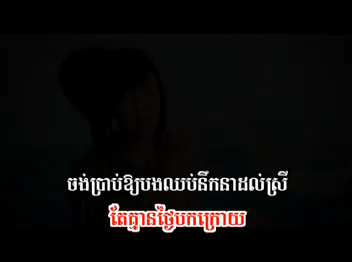 ចង់ប្រាប់ឱ្យបងឈប់នឹកនាដល់ស្រី
តែគ្មានថ្ងៃបកក្រោយ